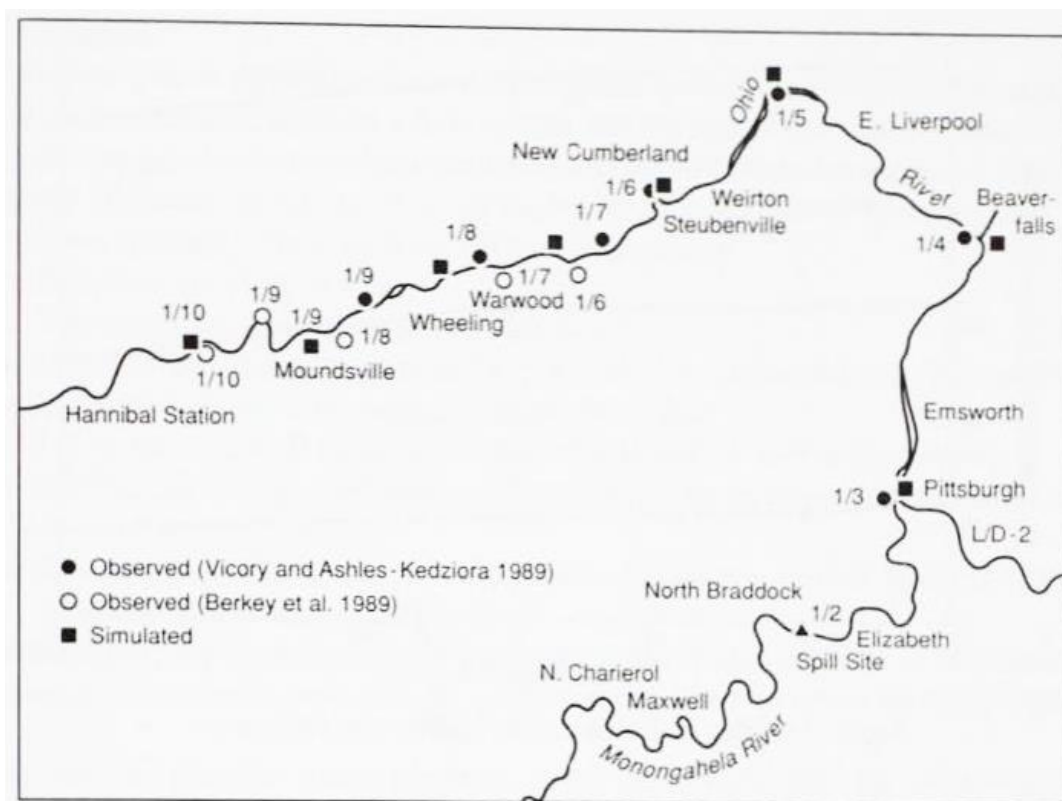 Ohio
1/5
E. Liverpool
New Cumberland
1/6
Weirton
River
Beaver-
falls
Steubenville
1/7
1/4
1/8
1/7
Warwood
1/6
1/9
Wheeling
1/9
1/10
1/9
1/8
1/10
Moundsville
Hannibal Station
Emsworth
1/3
Pittsburgh
L/D-2
Observed (Vicory and Ashles-Kedziora 1989)
Observed (Berkey et al. 1989)
Simulated
North Braddock
1/2
Elizabeth
Spill Site
N. Charierol
Maxwell
Monongahela River